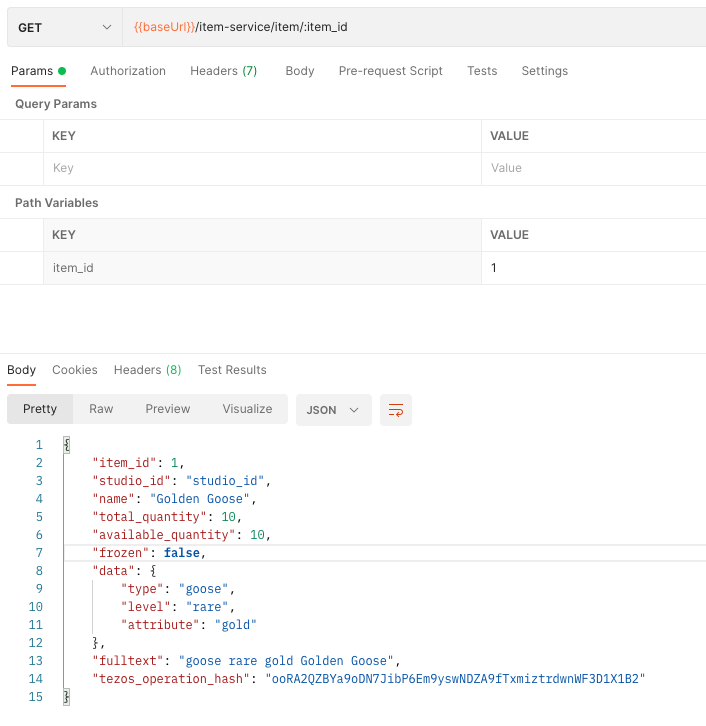 GET {{baseUrl}}/item-service/item/:item_id
Params Authorization Headers (7) Body Pre-request Script Tests Settings
Query Params
KEY VALUE
Key Value
Path Variables
KEY VALUE
item_id 1
Body Cookies Headers (8) Test Results
Pretty Raw Preview Visualize JSON
1 {
2 "item_id": 1,
3 "studio_id": "studio_id",
4 "name": "Golden Goose",
5 "total_quantity": 10,
6 "available_quantity": 10,
7 "frozen": false,
8 "data": {
9 "type": "goose",
10 "level": "rare",
11 "attribute": "gold"
12 },
13 "fulltext": "goose rare gold Golden Goose",
14 "tezos_operation_hash": "ooRA2QZBYa9oDN7JibP6Em9yswNDZA9fTxmiztrdwnWF3D1X1B2"
15 }